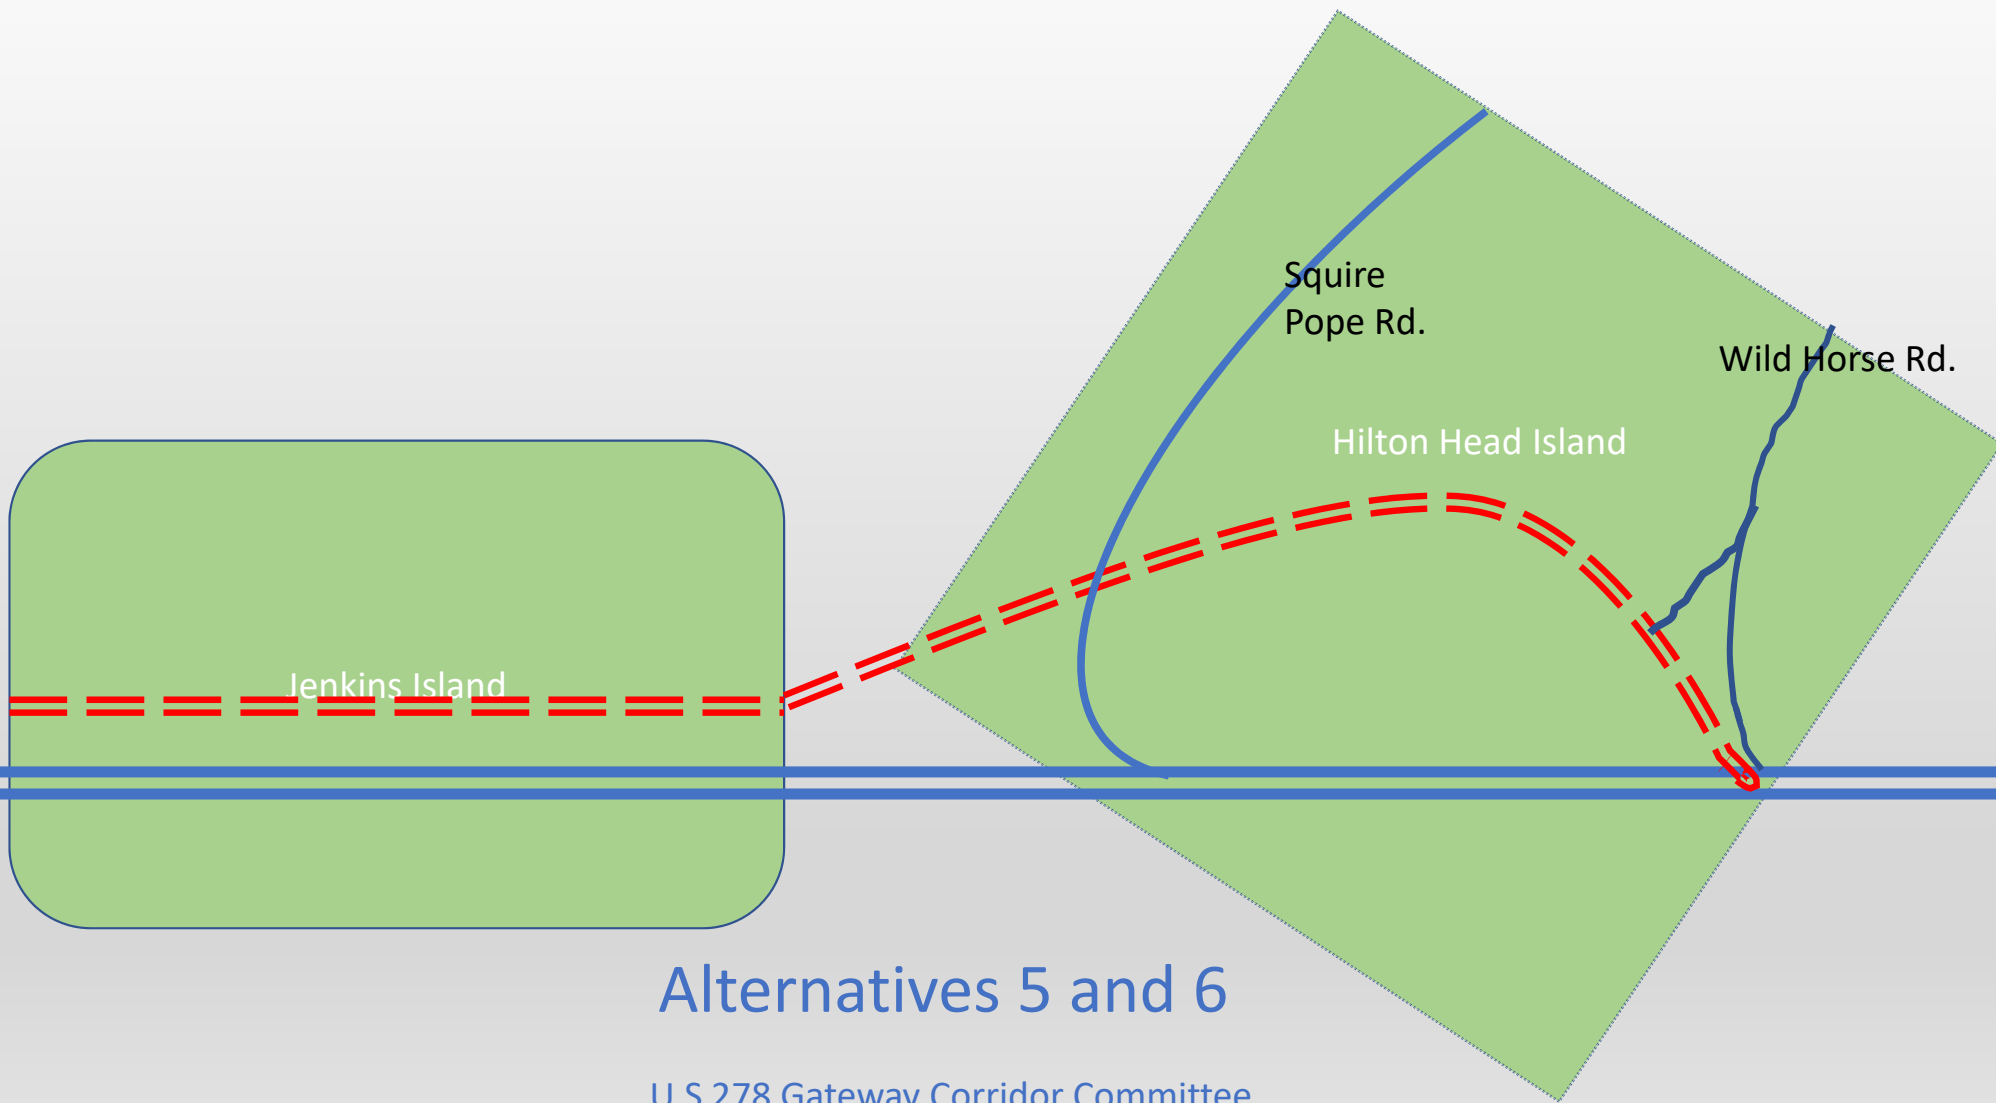 Squire
Pope Rd.
Wild Horse Rd.
Hilton Head Island
Jenkins Island
Alternatives 5 and 6
U.S 278 Gateway Corridor Committee